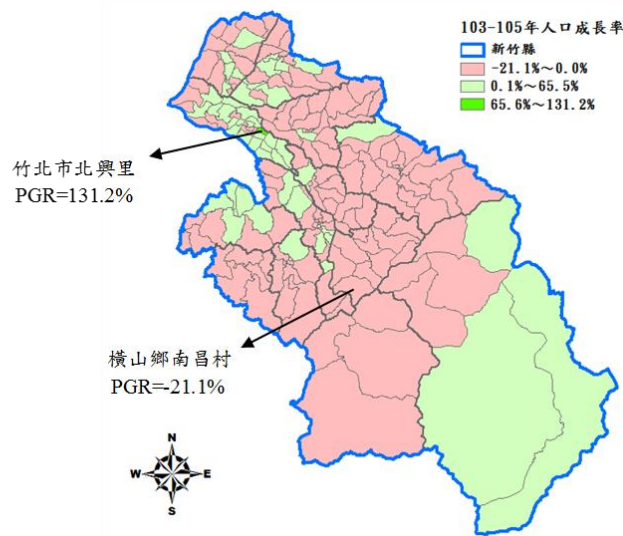 103-105年人口成長率
新竹縣
-21.1%～0.0%
0.1%～65.5%
65.6%～131.2%
竹北市北興里
PGR=131.2%
橫山鄉南昌村
PGR=-21.1%
N
W
E
S